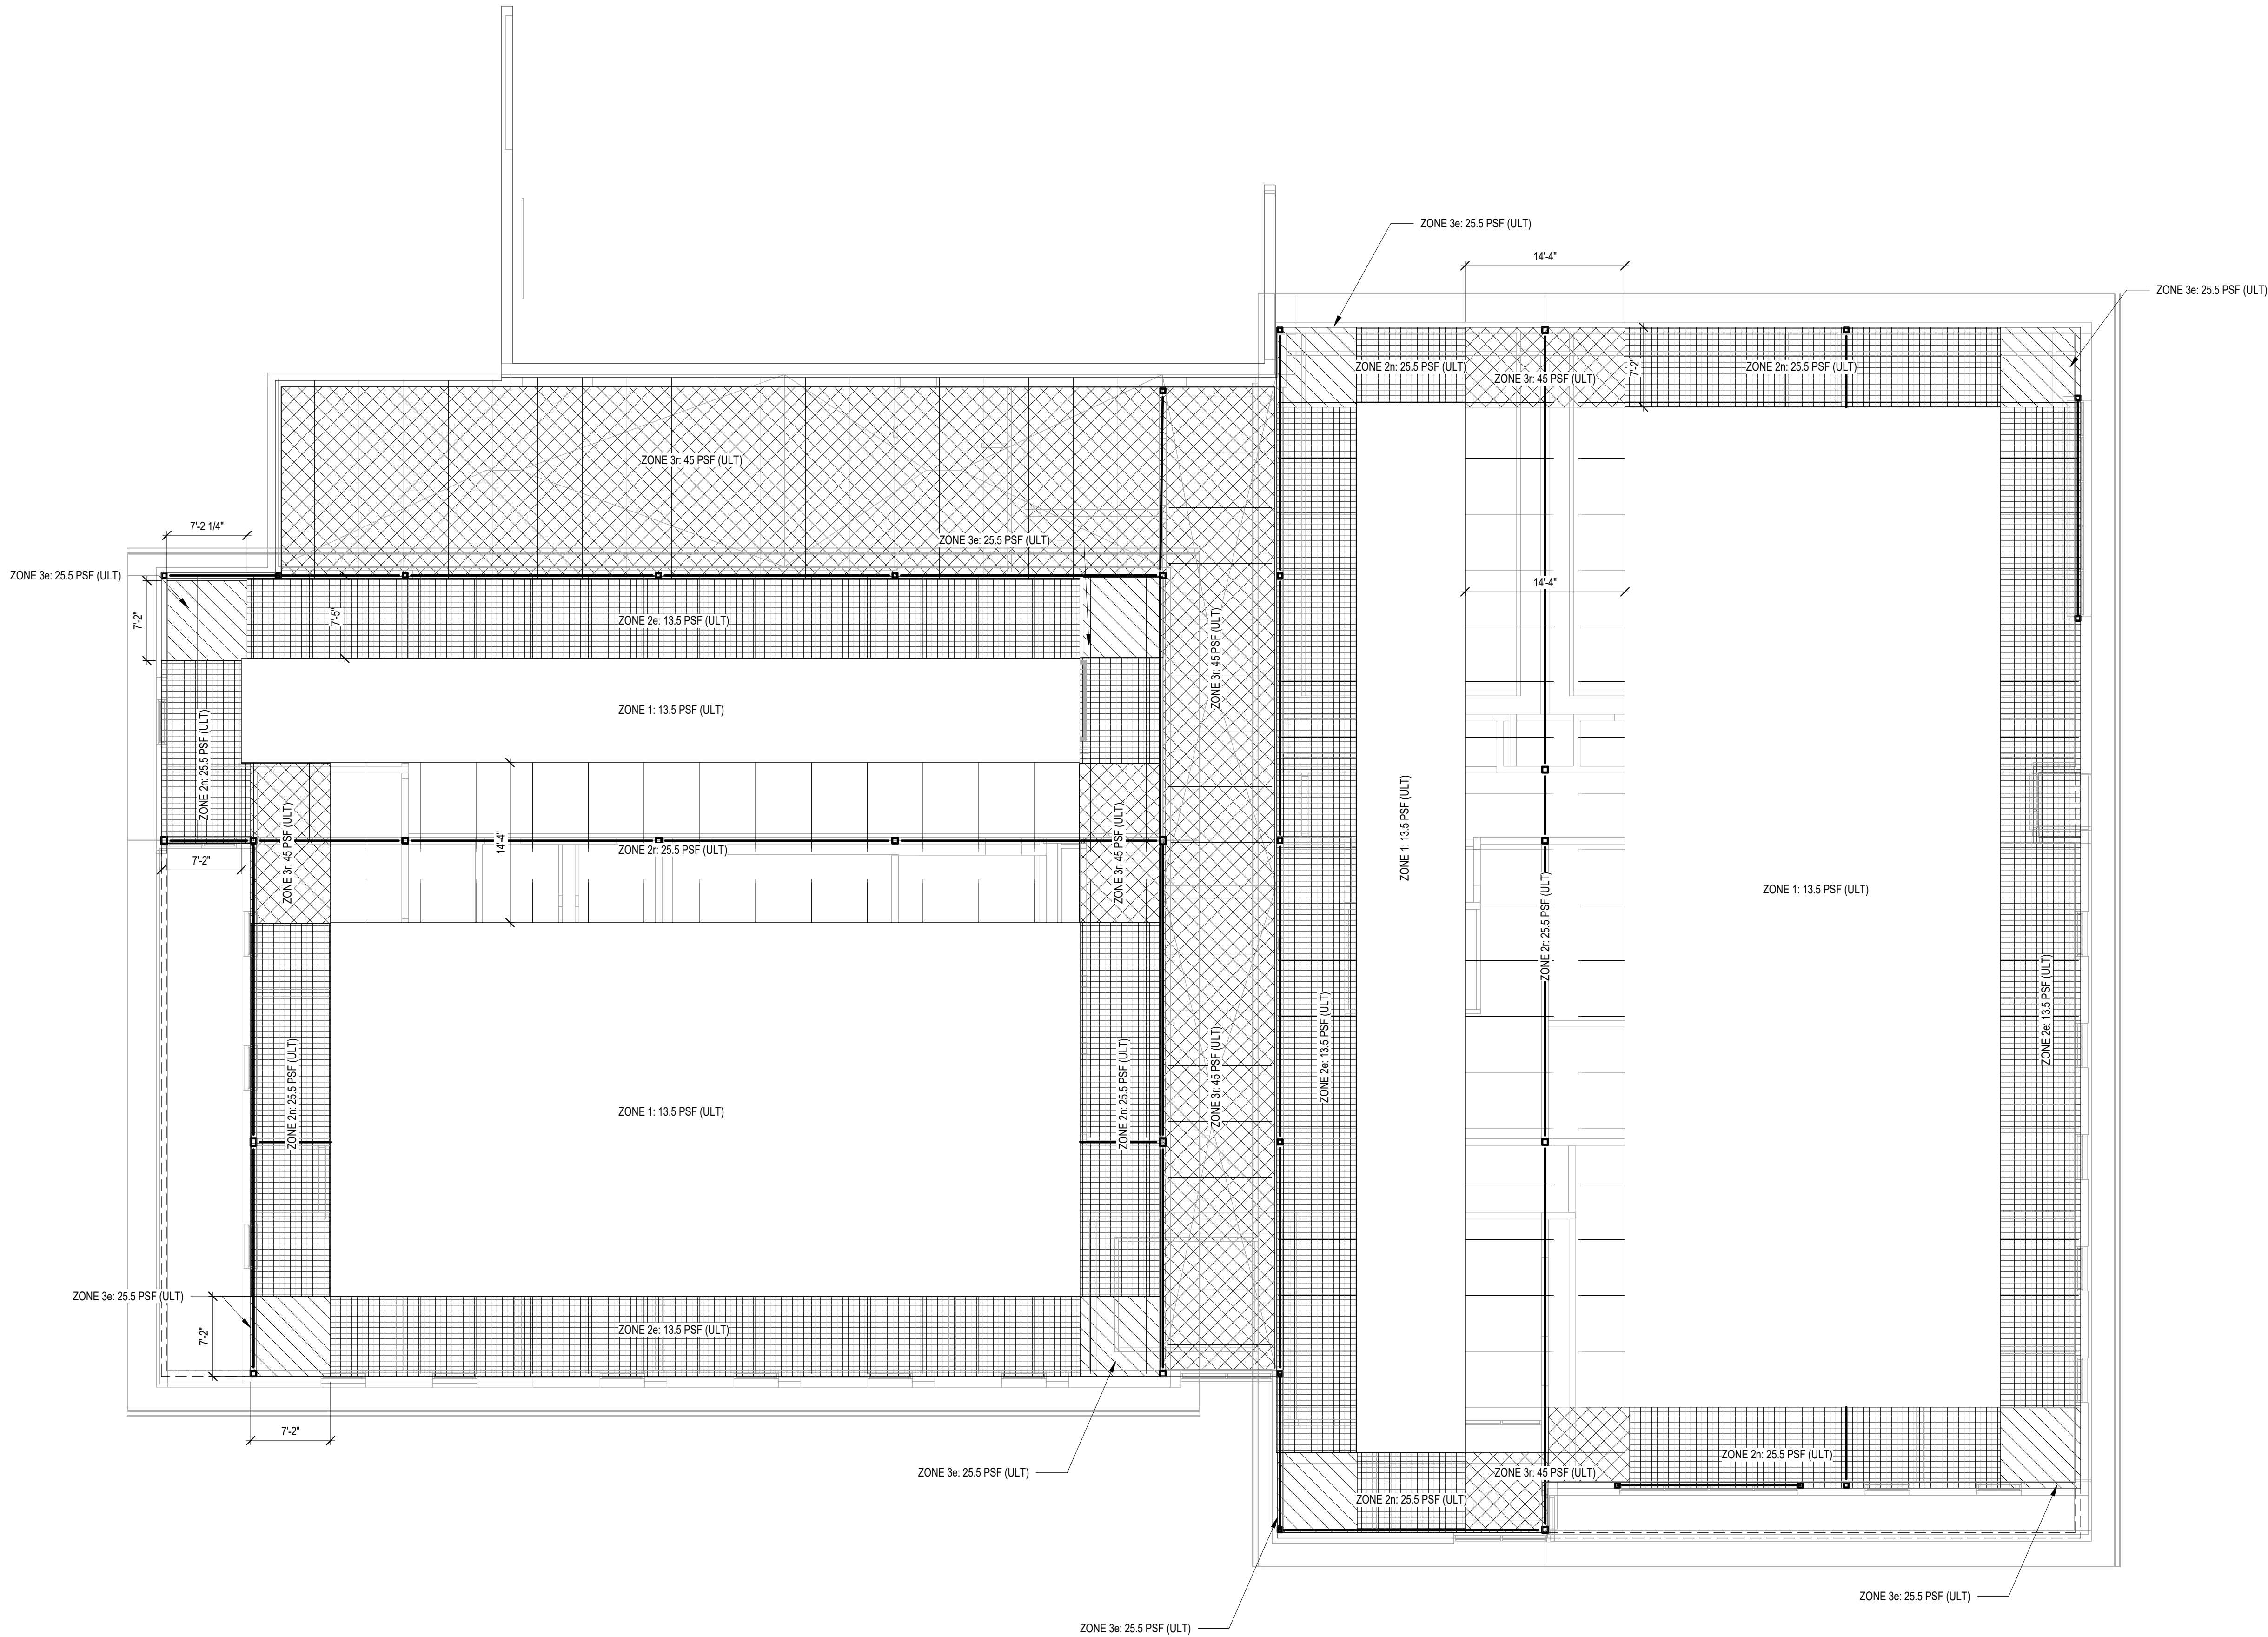 ZONE 3e: 25.5 PSF (ULT)
14'-4"
ZONE 3e: 25.5 PSF (ULT)
ZONE 2n: 25.5 PSF (ULT)
ZONE 3r: 45 PSF (ULT)
7'-2"
ZONE 2n: 25.5 PSF (ULT)
ZONE 3r: 45 PSF (ULT)
7'-2 1/4"
ZONE 3e: 25.5 PSF (ULT)
ZONE 3e: 25.5 PSF (ULT)
14'-4"
7'-2"
7'-5"
ZONE 2e: 13.5 PSF (ULT)
ZONE 3r: 45 PSF (ULT)
ZONE 1: 13.5 PSF (ULT)
ZONE 2n: 25.5 PSF (ULT)
ZONE 3r: 45 PSF (ULT)
14'-4"
ZONE 2r: 25.5 PSF (ULT)
ZONE 3r: 45 PSF (ULT)
7'-2"
ZONE 1: 13.5 PSF (ULT)
ZONE 2r: 25.5 PSF (ULT)
ZONE 1: 13.5 PSF (ULT)
ZONE 2n: 25.5 PSF (ULT)
ZONE 1: 13.5 PSF (ULT)
ZONE 2n: 25.5 PSF (ULT)
ZONE 3r: 45 PSF (ULT)
ZONE 2e: 13.5 PSF (ULT)
ZONE 2e: 13.5 PSF (ULT)
ZONE 3e: 25.5 PSF (ULT)
7'-2"
ZONE 2e: 13.5 PSF (ULT)
7'-2"
ZONE 3e: 25.5 PSF (ULT)
ZONE 3r: 45 PSF (ULT)
ZONE 2n: 25.5 PSF (ULT)
ZONE 2n: 25.5 PSF (ULT)
ZONE 3e: 25.5 PSF (ULT)
ZONE 3e: 25.5 PSF (ULT)